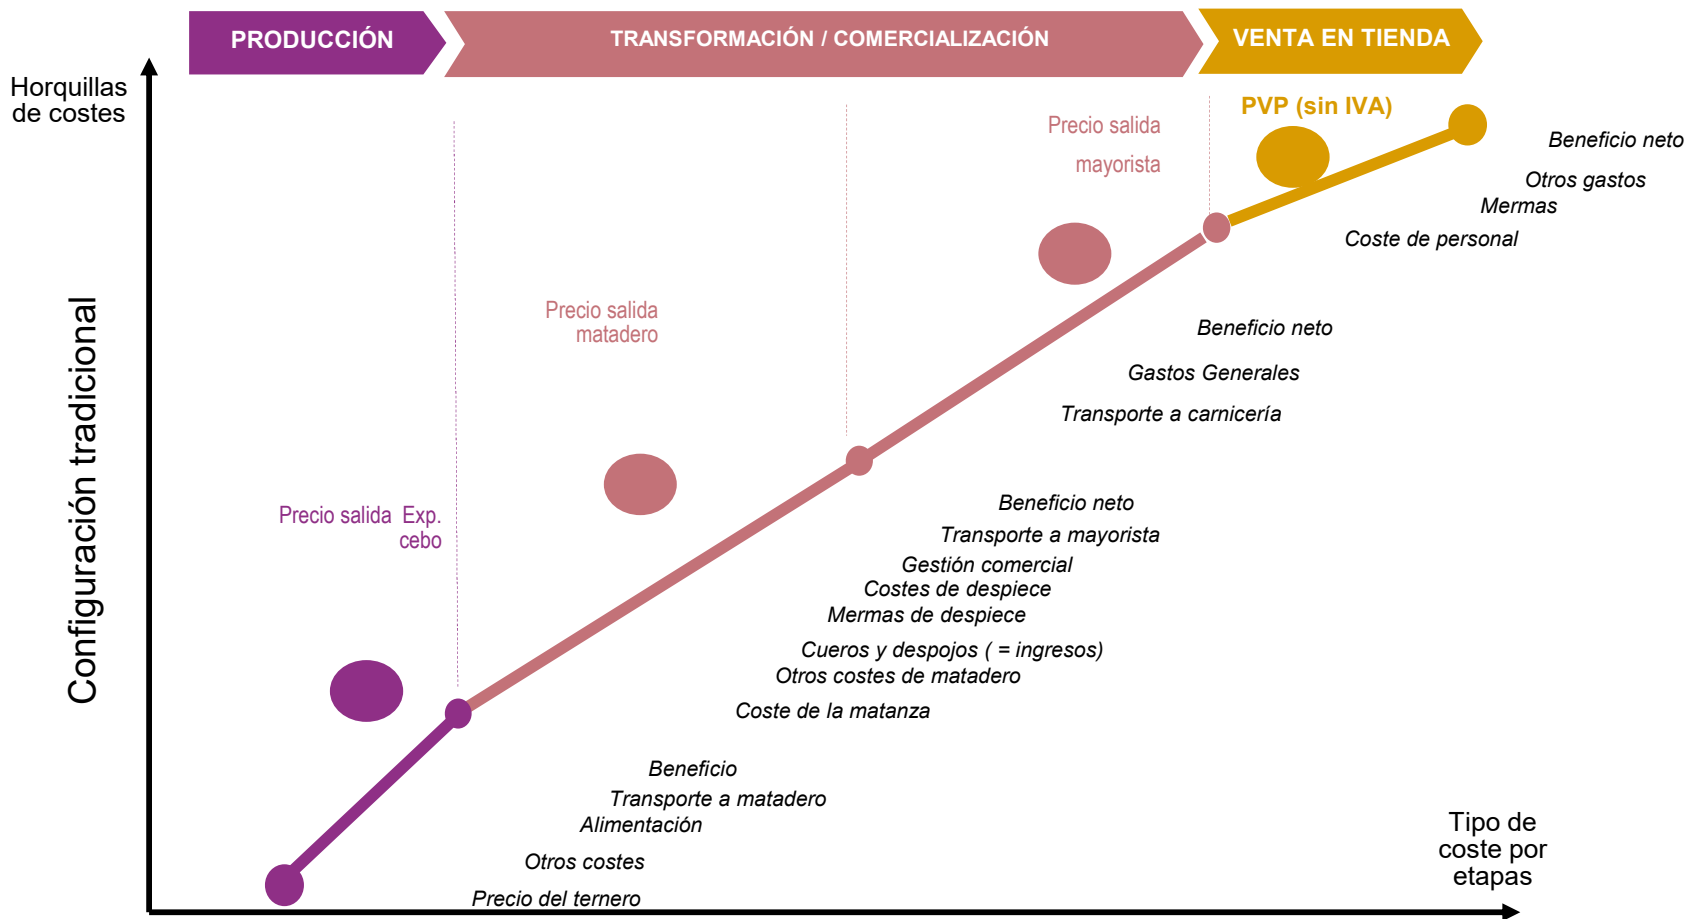 PRODUCCIÓN
TRANSFORMACIÓN / COMERCIALIZACIÓN
VENTA EN TIENDA
Horquillas
de costes
Configuración tradicional
PVP (sin IVA)
Precio salida
mayorista
Precio salida
matadero
Precio salida Exp.
cebo
Beneficio neto
Otros gastos
Mermas
Coste de personal
Beneficio neto
Gastos Generales
Transporte a carnicería
Beneficio neto
Transporte a mayorista
Gestión comercial
Costes de despiece
Mermas de despiece
Cueros y despojos ( = ingresos)
Otros costes de matadero
Coste de la matanza
Beneficio
Transporte a matadero
Alimentación
Otros costes
Precio del ternero
Tipo de
coste por
etapas